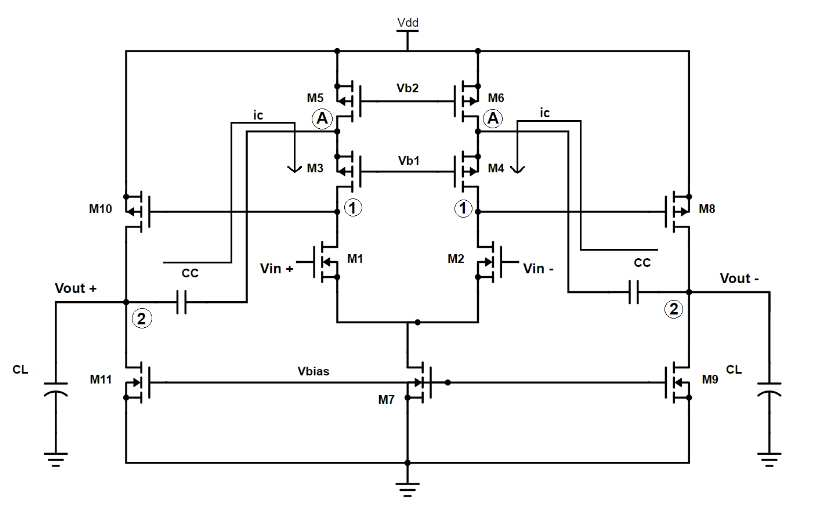 Vdd
M5
Vb2
M6
A
A
ic
ic
M3
Vb1
M4
M10
1
1
M8
Vin +
M1
M2
Vin -
CC
CC
Vout +
Vout -
2
2
CL
M11
Vbias
M7
M9
CL